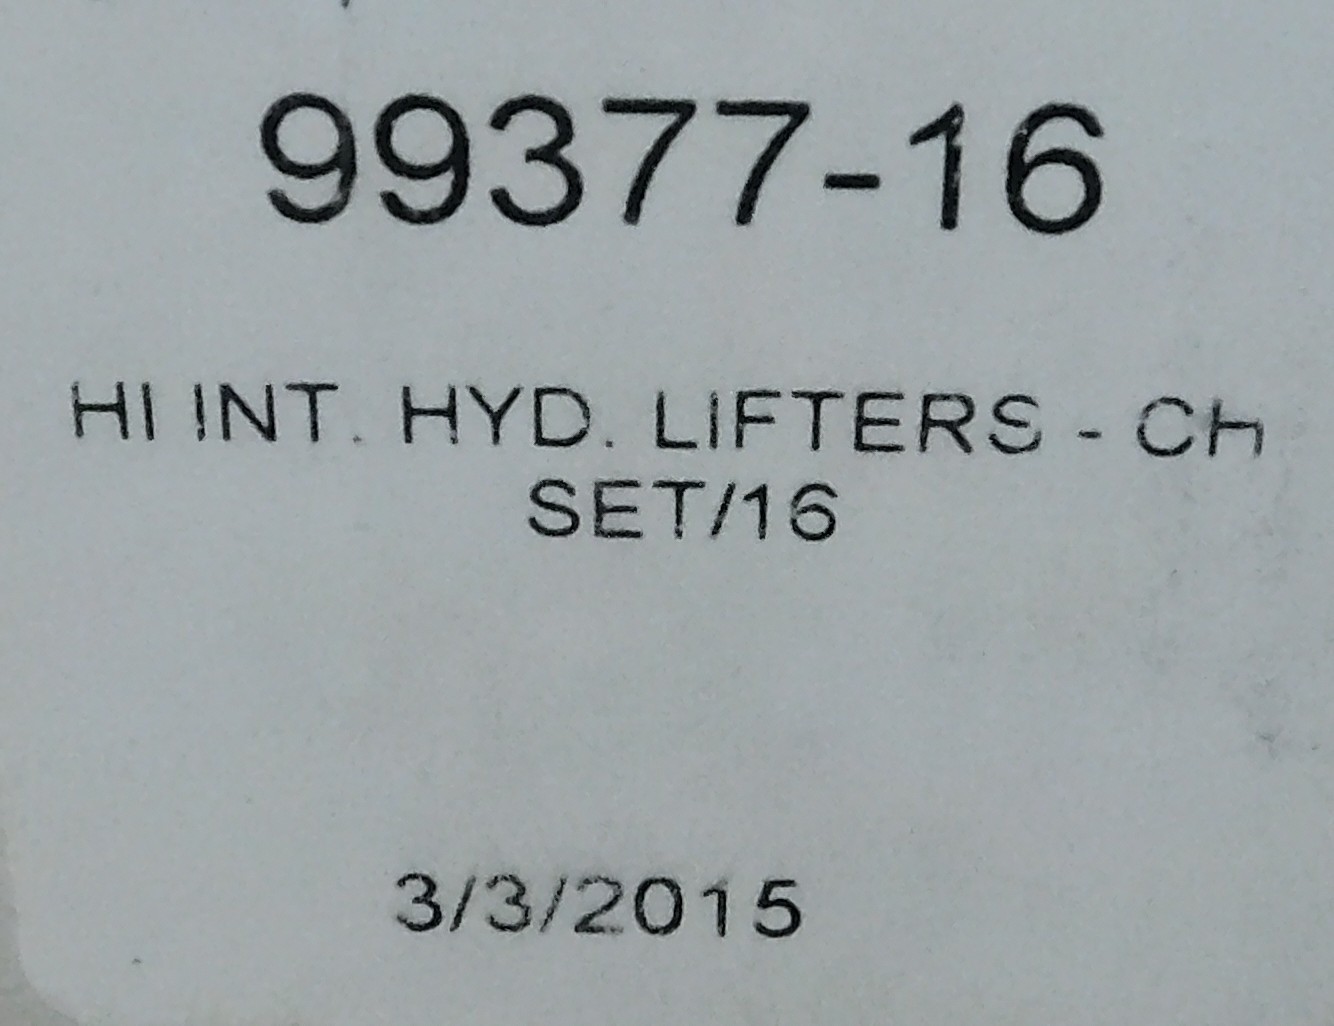 99377-16
HI INT. HYD. LIFTERS - Ch
SET/16
3/3/2015